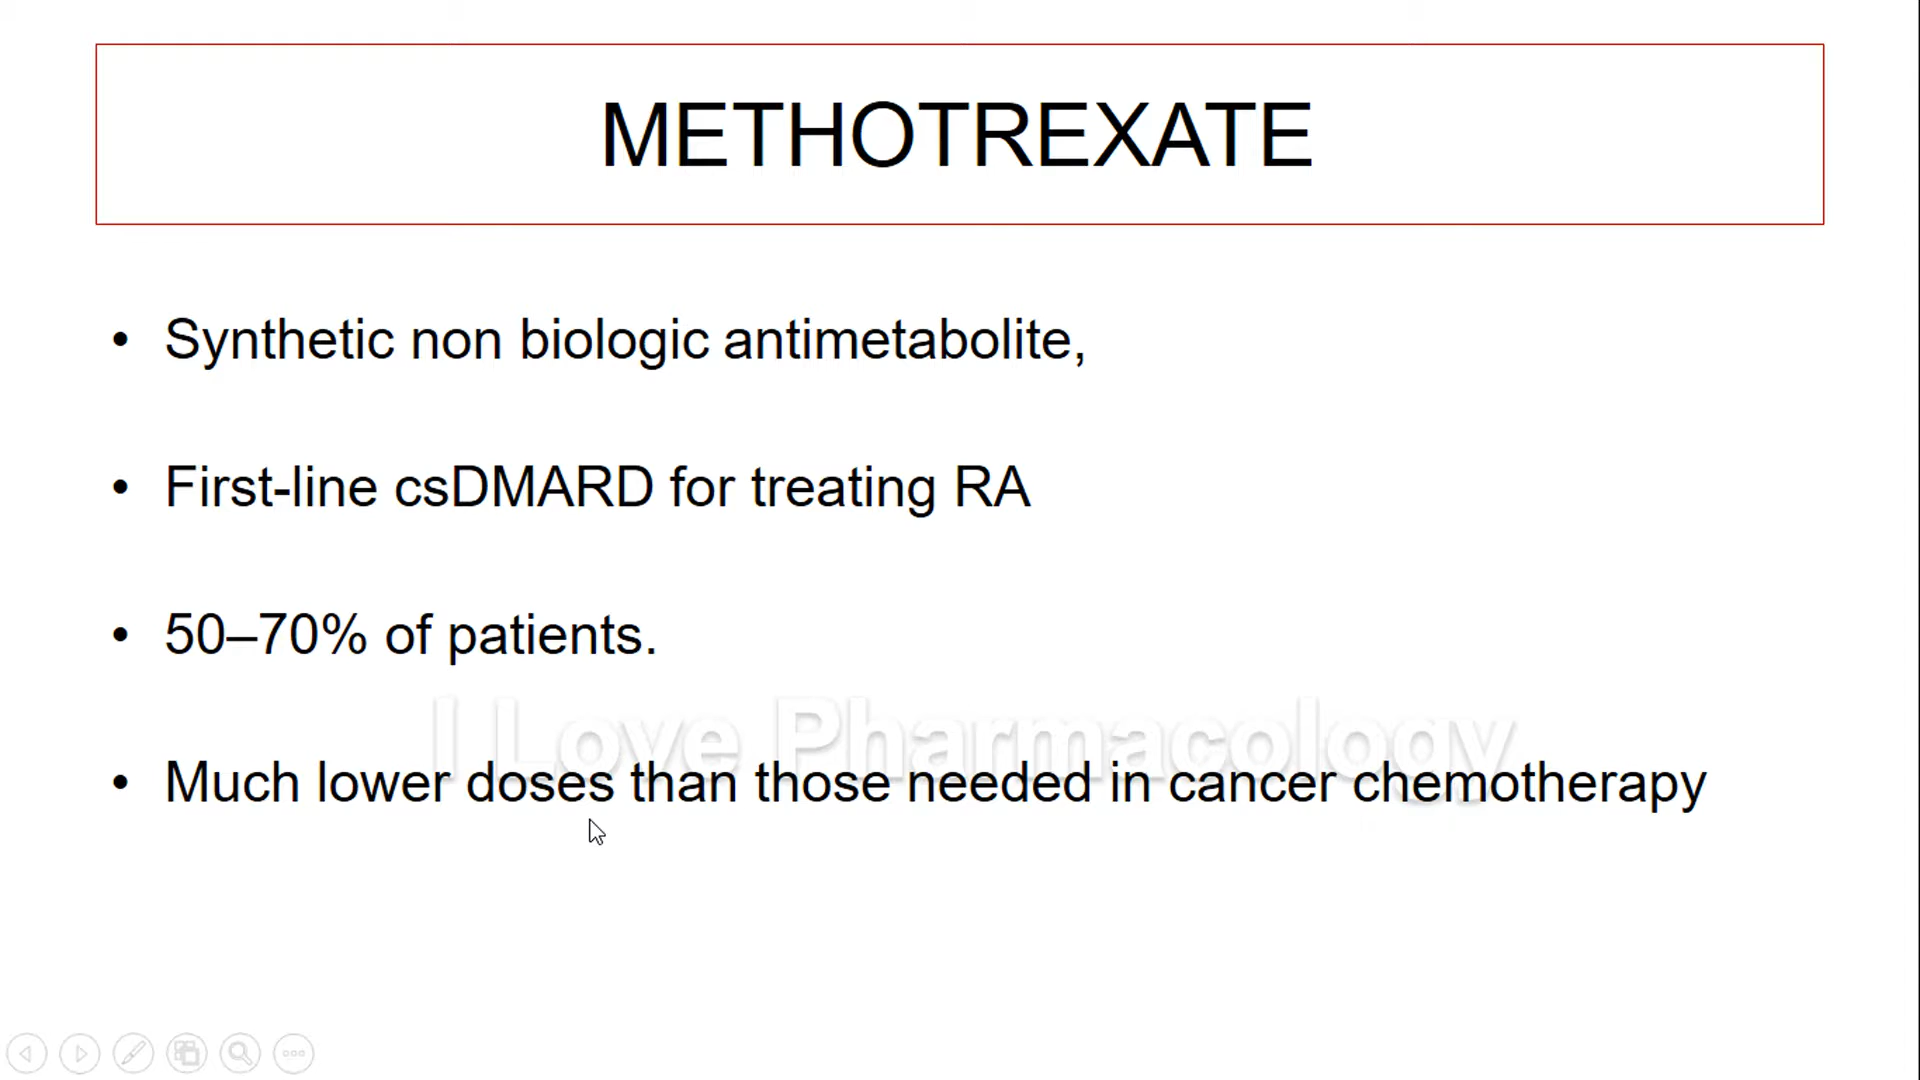 METHOTREXATE
• Synthetic non biologic antimetabolite,
• First-line csDMARD for treating RA
• 50–70% of patients.
I Love Pharmacology
• Much lower doses than those needed in cancer chemotherapy